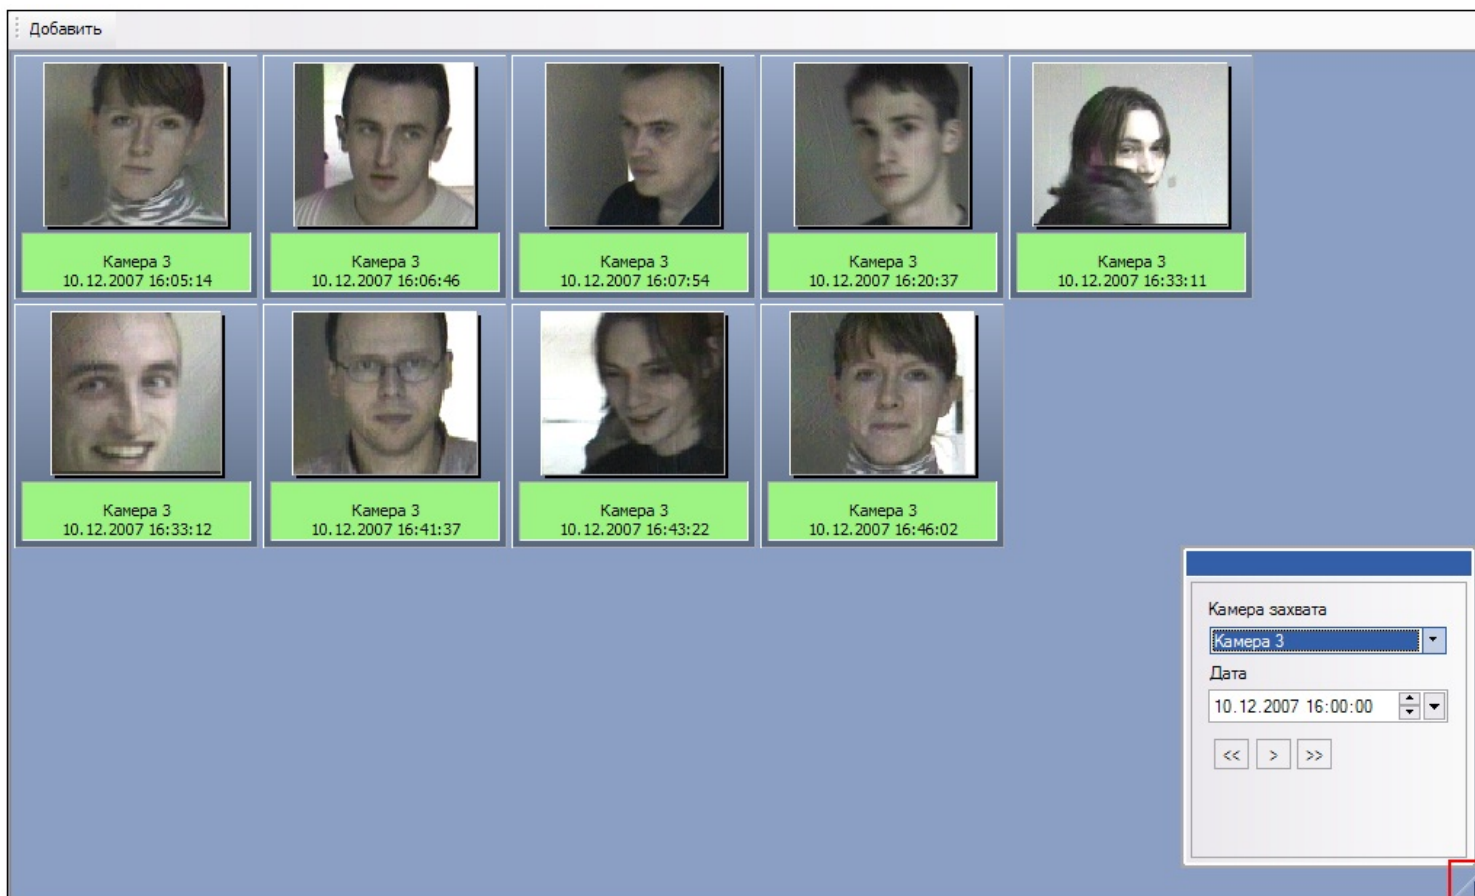 Добавить
Камера 3
10.12.2007 16:05:14
Камера 3
10.12.2007 16:06:46
Камера 3
10.12.2007 16:07:54
Камера 3
10.12.2007 16:20:37
Камера 3
10.12.2007 16:33:11
Камера 3
10.12.2007 16:33:12
Камера 3
10.12.2007 16:41:37
Камера 3
10.12.2007 16:43:22
Камера 3
10.12.2007 16:46:02
Камера захвата
Камера 3
Дата
10.12.2007 16:00:00
<< > >>